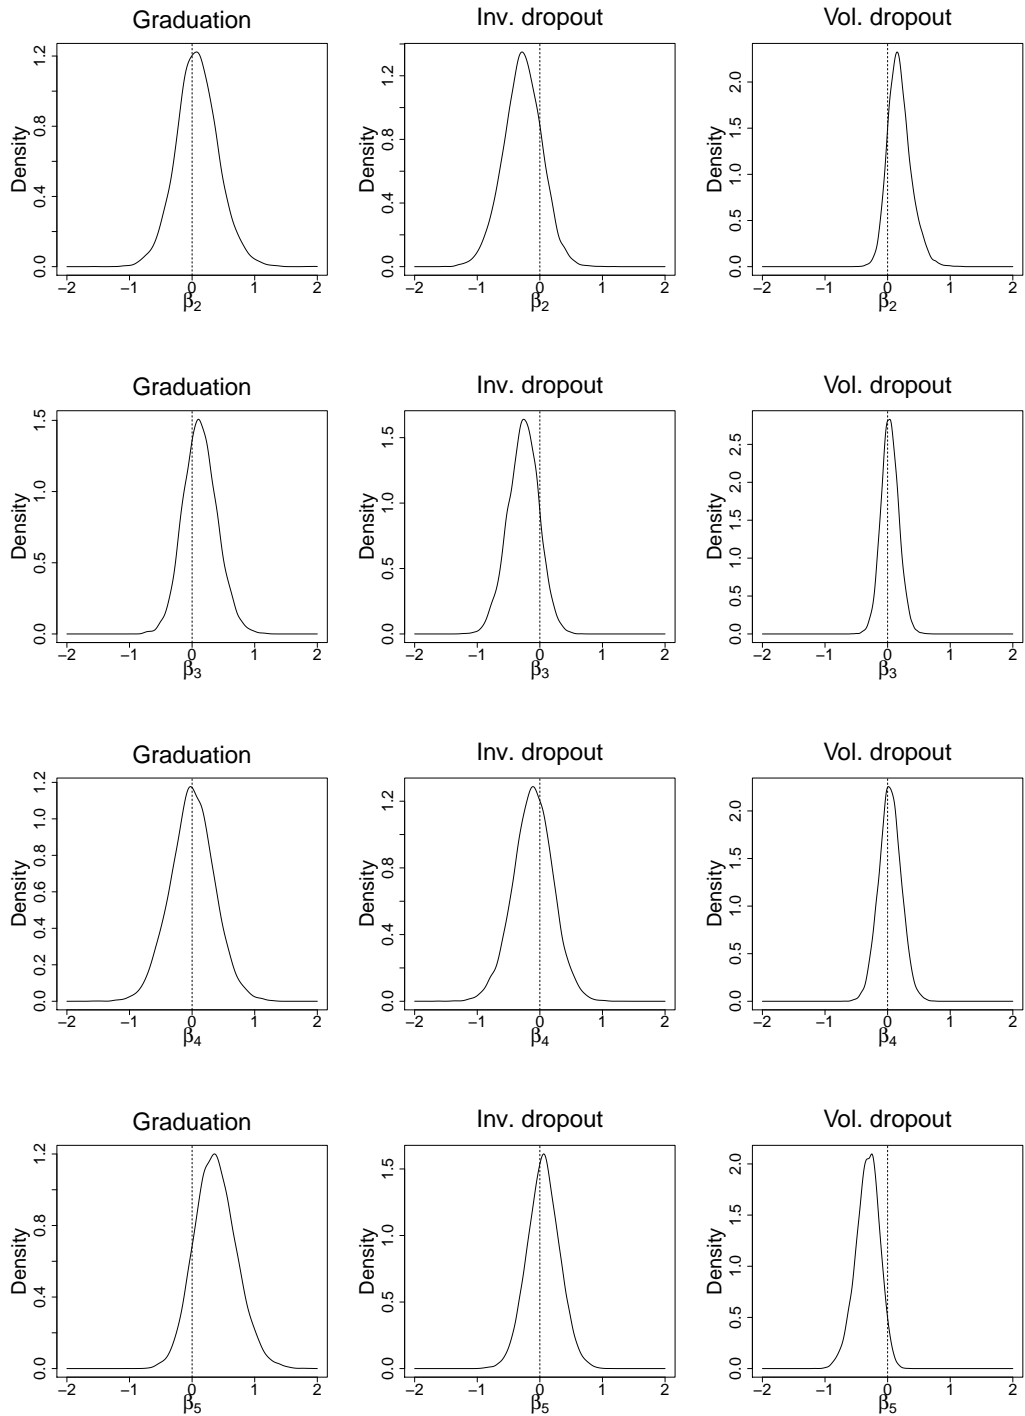 Graduation
Density
0.0 0.4 0.8 1.2
−2 −1 0 1 2
β2
Inv. dropout
Density
0.0 0.4 0.8 1.2
−2 −1 0 1 2
β2
Vol. dropout
Density
0.0 0.5 1.0 1.5 2.0
−2 −1 0 1 2
β2
Graduation
Density
0.0 0.5 1.0 1.5
−2 −1 0 1 2
β3
Inv. dropout
Density
0.0 0.5 1.0 1.5
−2 −1 0 1 2
β3
Vol. dropout
Density
0.0 0.5 1.0 1.5 2.0 2.5
−2 −1 0 1 2
β3
Graduation
Density
0.0 0.2 0.4 0.6 0.8 1.0 1.2
−2 −1 0 1 2
β4
Inv. dropout
Density
0.0 0.4 0.8 1.2
−2 −1 0 1 2
β4
Vol. dropout
Density
0.0 0.5 1.0 1.5 2.0
−2 −1 0 1 2
β4
Graduation
Density
0.0 0.4 0.8 1.2
−2 −1 0 1 2
β5
Inv. dropout
Density
0.0 0.5 1.0 1.5
−2 −1 0 1 2
β5
Vol. dropout
Density
0.0 0.5 1.0 1.5 2.0
−2 −1 0 1 2
β5